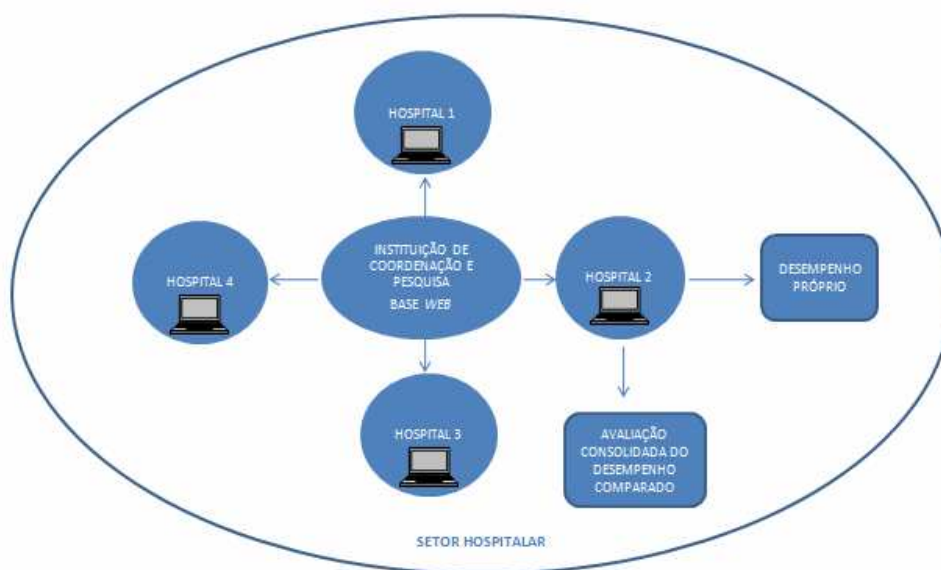 HOSPITAL 1
HOSPITAL 4
INSTITUIÇÃO DE
COORDENAÇÃO E
PESQUISA
BASE WEB
HOSPITAL 2
DESEMPENHO
PRÓPRIO
HOSPITAL 3
AVALIAÇÃO
CONSOLIDADA DO
DESEMPENHO
COMPARADO
SETOR HOSPITALAR